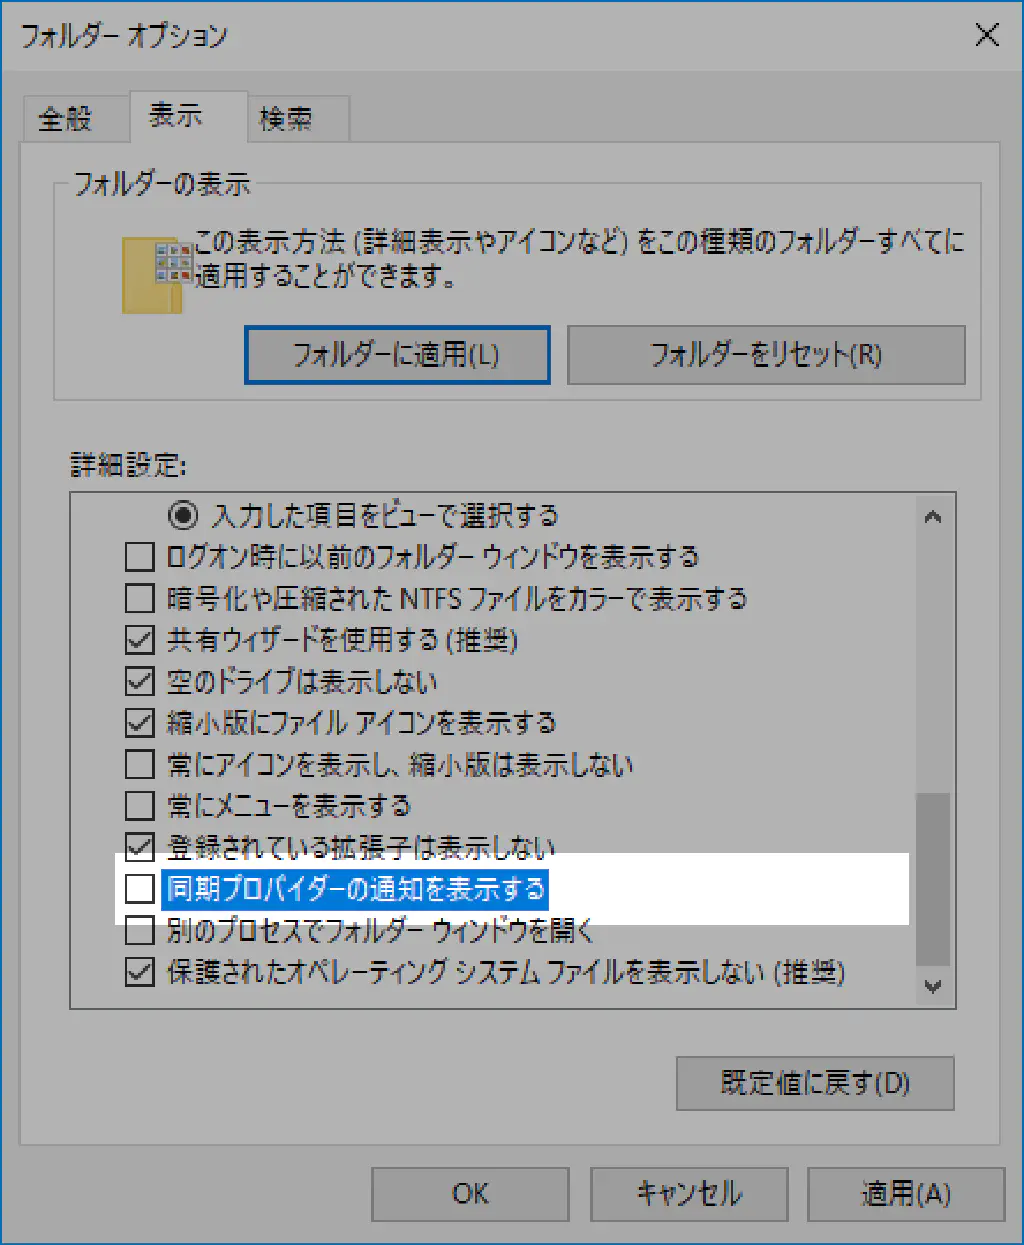 フォルダー オプション
全般
表示
検索
フォルダーの表示
この表示方法 (詳細表示やアイコンなど) をこの種類のフォルダーすべてに
適用することができます。
フォルダーに適用(L)
フォルダーをリセット(R)
詳細設定:
入力した項目をビューで選択する
ログオン時に以前のフォルダー ウィンドウを表示する
暗号化や圧縮された NTFS ファイルをカラーで表示する
共有ウィザードを使用する (推奨)
空のドライブは表示しない
縮小版にファイル アイコンを表示する
常にアイコンを表示し、縮小版は表示しない
常にメニューを表示する
登録されている拡張子は表示しない
同期プロバイダーの通知を表示する
別のプロセスでフォルダー ウィンドウを開く
保護されたオペレーティング システム ファイルを表示しない (推奨)
既定値に戻す(D)
OK
キャンセル
適用(A)